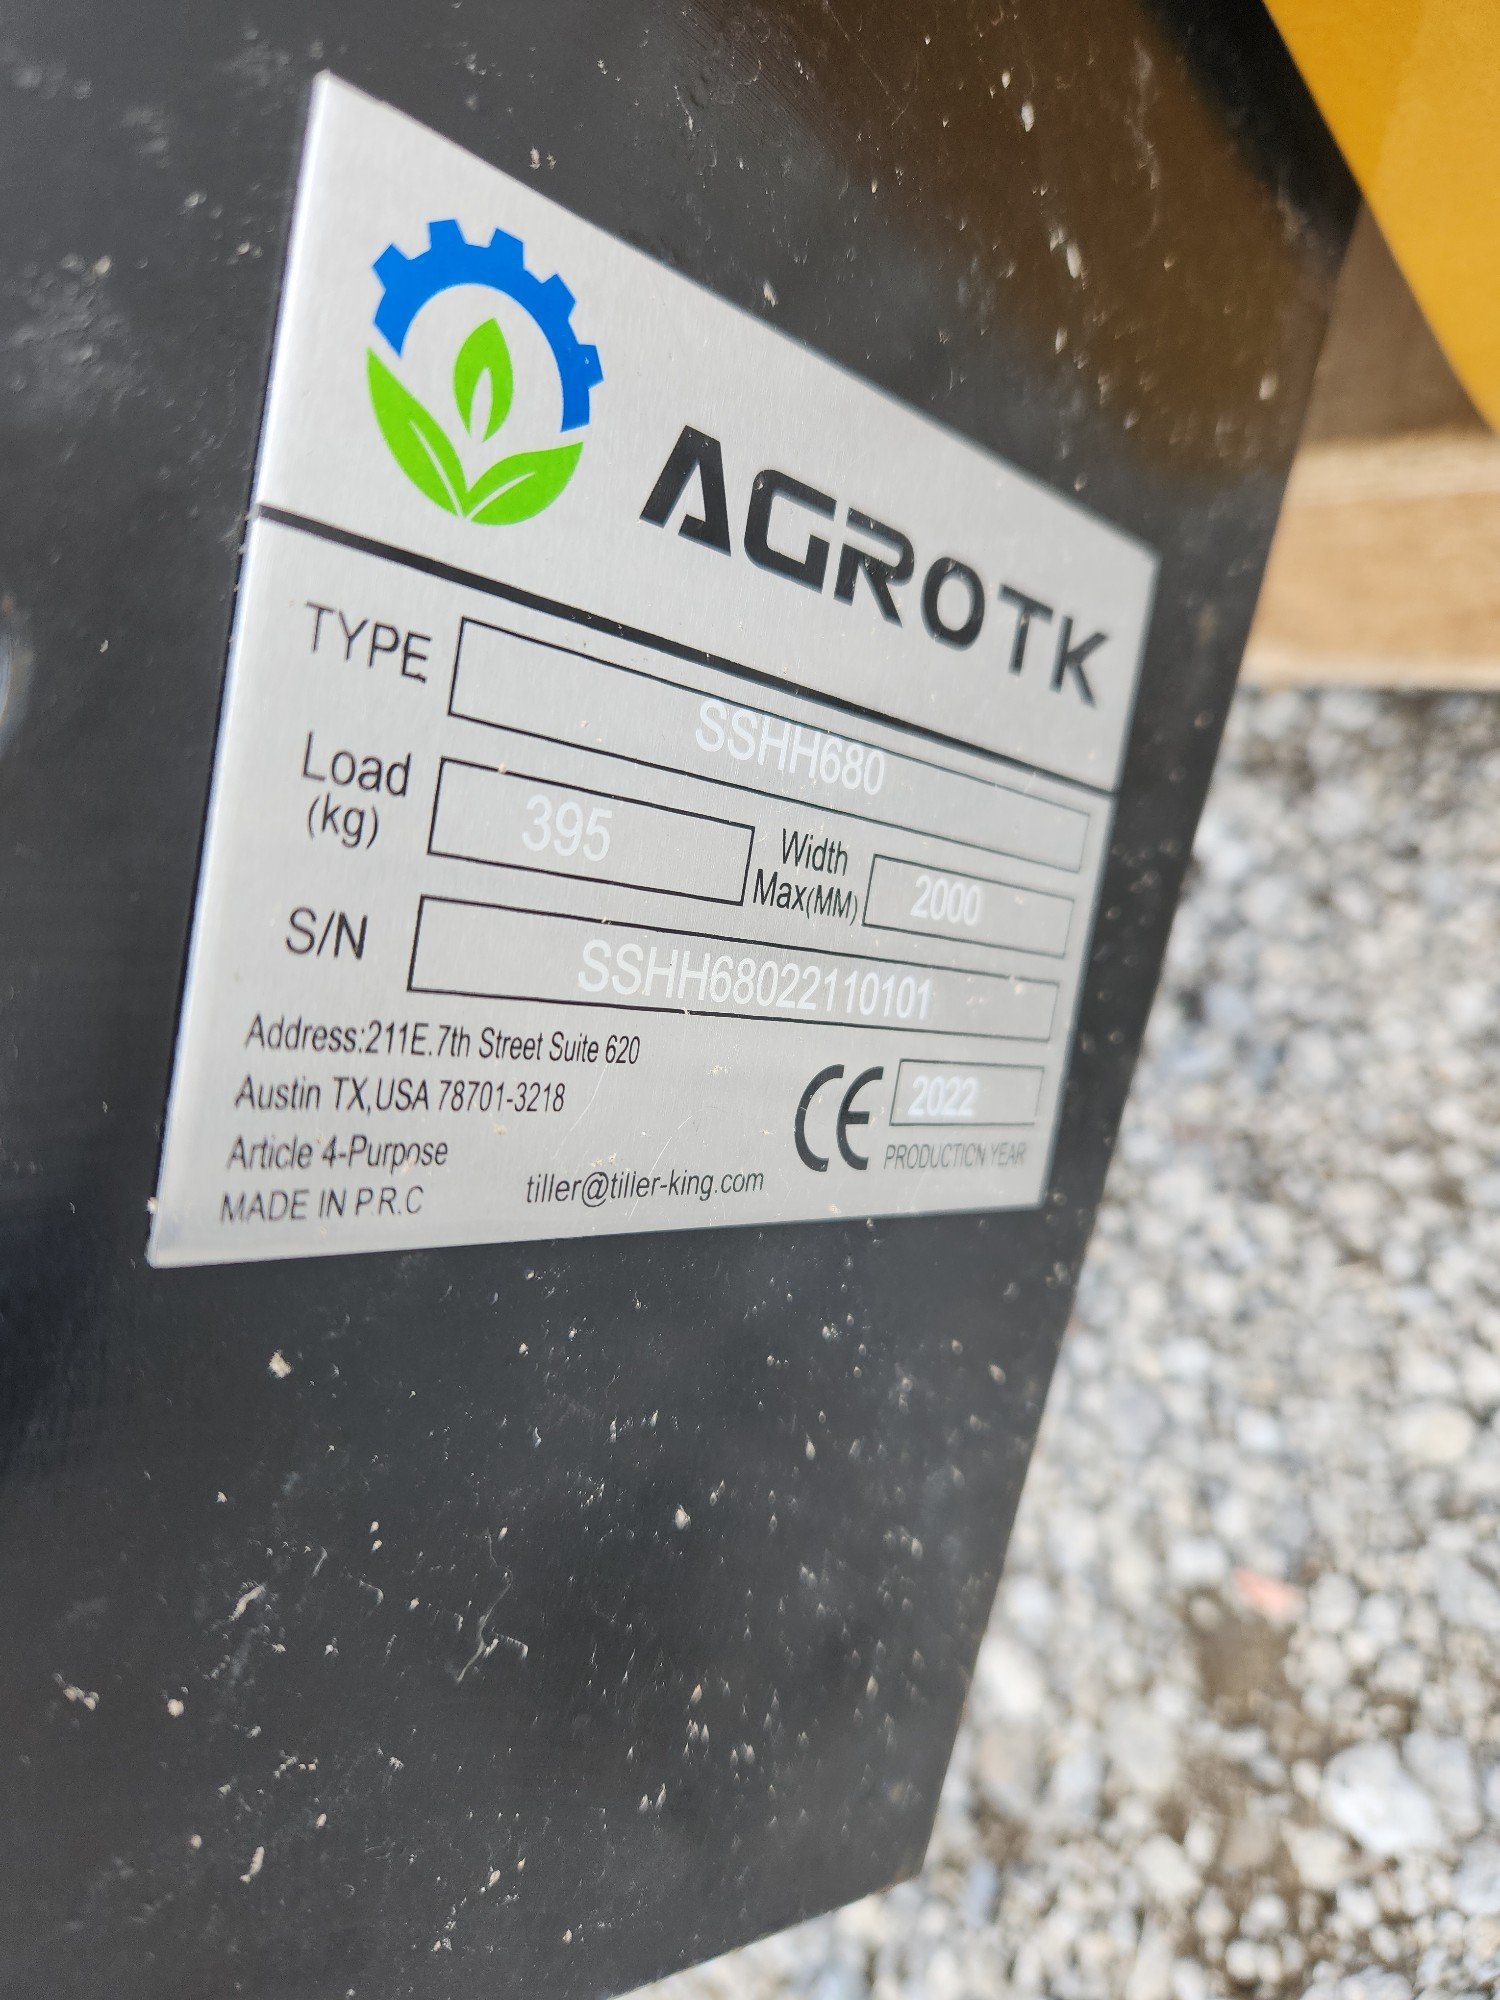 AGROTK
TYPE SSHH680
Load (kg) 395 Width Max(MM) 2000
S/N SSHH68022110101
Address:211E.7th Street Suite 620
Austin TX,USA 78701-3218
Article 4-Purpose
MADE IN P.R.C
tiller@tiller-king.com
CE 2022
PRODUCTION YEAR